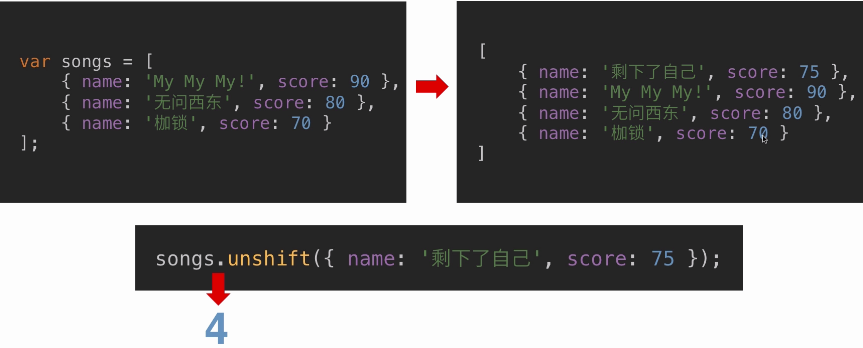 var songs = [
{ name: 'My My My!', score: 90 },
{ name: '无问西东', score: 80 },
{ name: '枷锁', score: 70 }
];
[
{ name: '剩下了自己', score: 75 },
{ name: 'My My My!', score: 90 },
{ name: '无问西东', score: 80 },
{ name: '枷锁', score: 70 }
]
songs.unshift({ name: '剩下了自己', score: 75 });
4